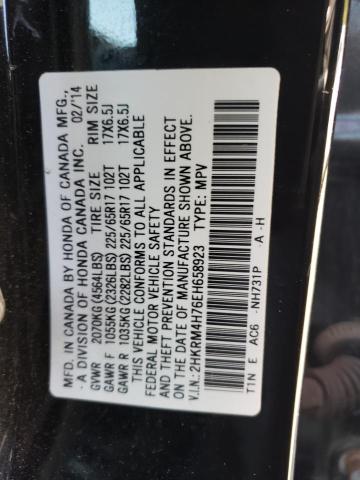 MFD. IN CANADA BY HONDA OF CANADA MFG.,
A DIVISION OF HONDA CANADA INC. 02/'14
TIRE SIZE RIM SIZE
GVWR 2070KG (4564LBS)
GAWR F 1055KG (2326LBS) 225/65R17 102T 17X6.5J
GAWR R 1035KG (2282LBS) 225/65R17 102T 17X6.5J
THIS VEHICLE CONFORMS TO ALL APPLICABLE
FEDERAL MOTOR VEHICLE SAFETY
AND THEFT PREVENTION STANDARDS IN EFFECT
ON THE DATE OF MANUFACTURE SHOWN ABOVE.
V.I.N.: 2HKRM4H76EH658923 TYPE: MPV
T1N E AC6 NH731P A -H